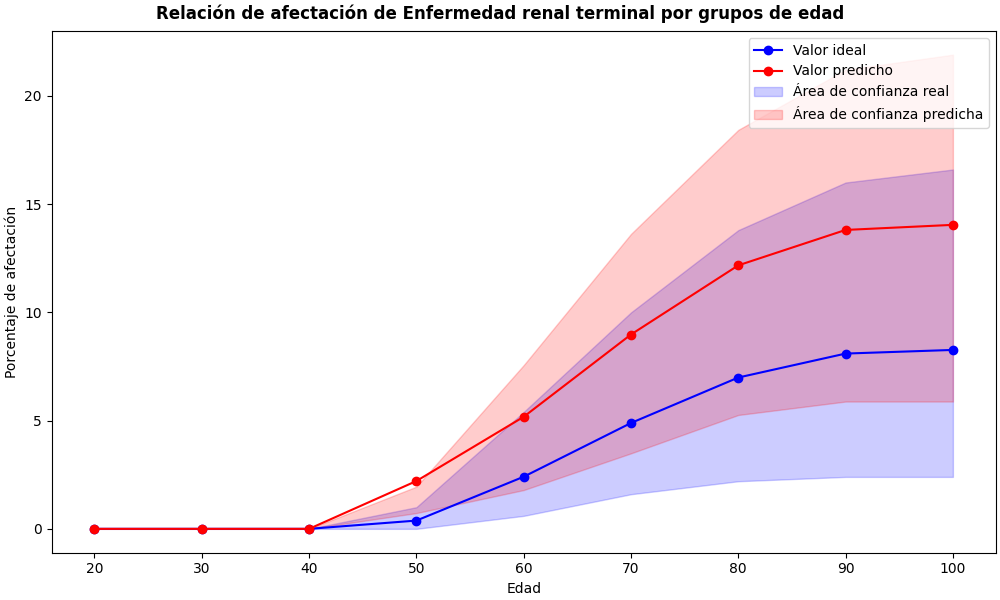 Relación de afectación de Enfermedad renal terminal por grupos de edad
Valor ideal
Valor predicho
Área de confianza real
Área de confianza predicha
Porcentaje de afectación
20
15
10
5
0
20 30 40 50 60 70 80 90 100
Edad